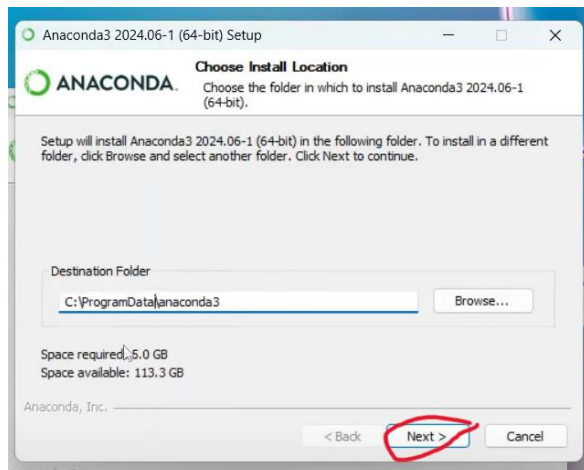 Anaconda3 2024.06-1 (64-bit) Setup
ANACONDA.
Choose Install Location
Choose the folder in which to install Anaconda3 2024.06-1
(64-bit).
Setup will install Anaconda3 2024.06-1 (64-bit) in the following folder. To install in a different
folder, click Browse and select another folder. Click Next to continue.
Destination Folder
C:\ProgramData\anaconda3
Browse...
Space required: 5.0 GB
Space available: 113.3 GB
Anaconda, Inc.
< Back
Next >
Cancel